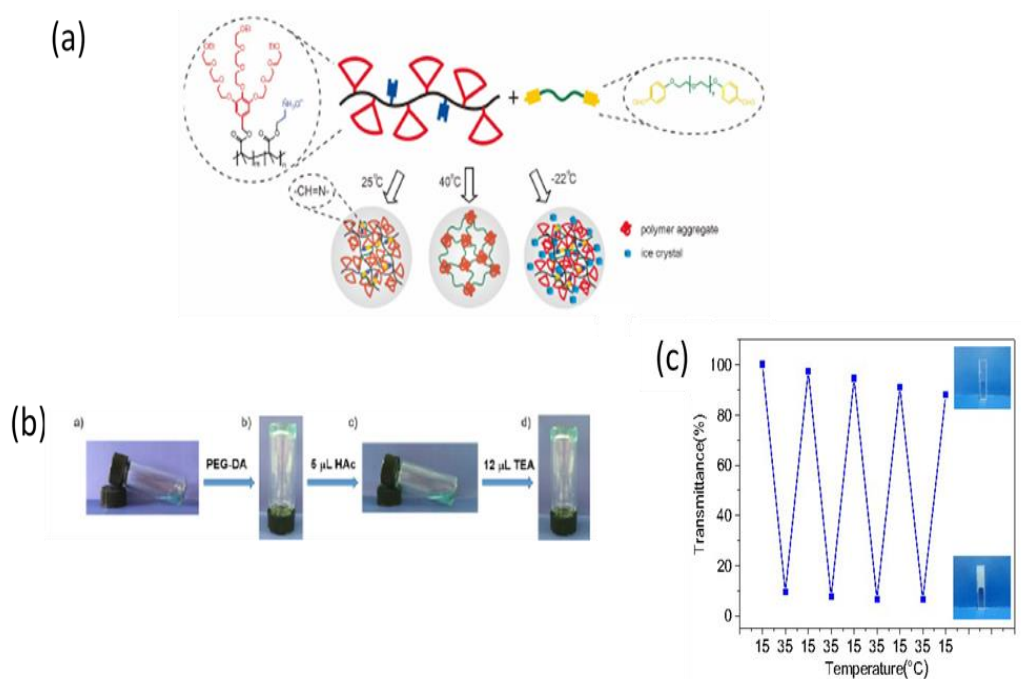 (a)
+
-CH=N-
25°C
40°C
-22°C
polymer aggregate
ice crystal
(b)
a)
b)
c)
d)
PEG-DA
5 μL HAc
12 μL TEA
(c)
Transmittance(%)
100
80
60
40
20
0
15 35 15 35 15 35 15 35 15
Temperature(°C)